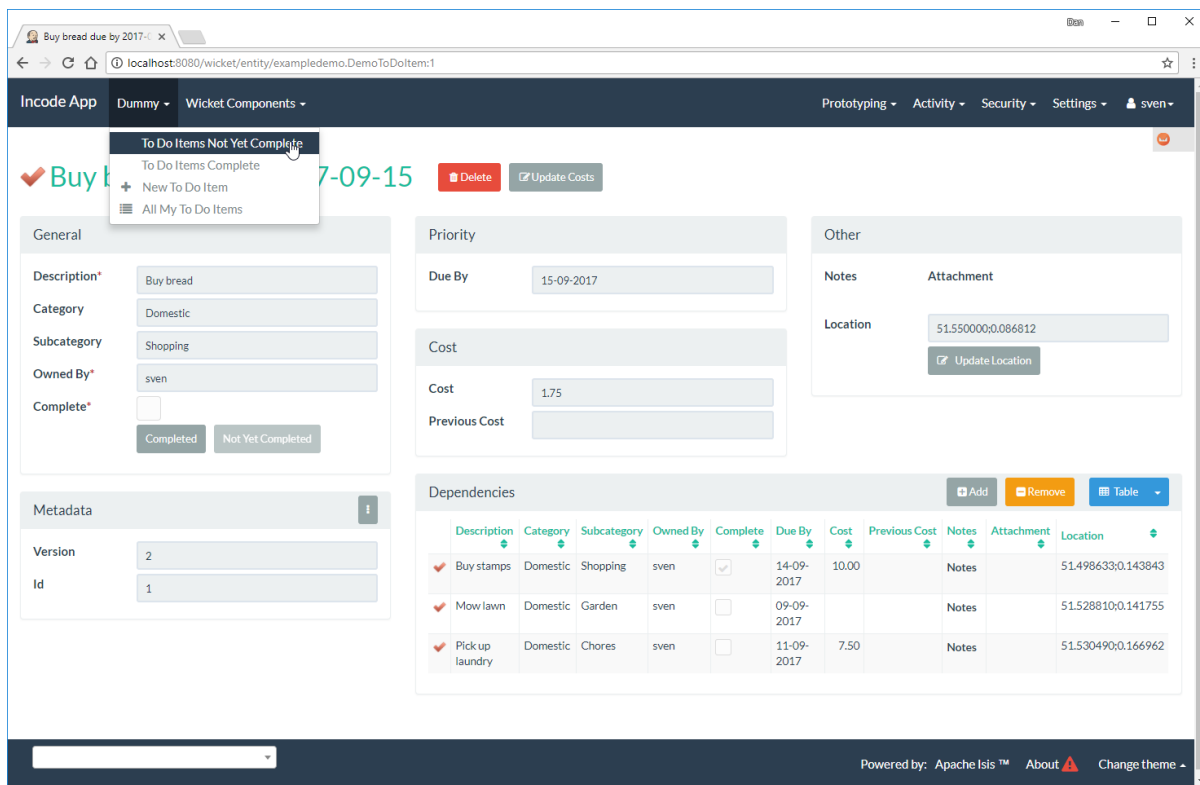 Dan
Buy bread due by 2017-0
localhost:8080/wicket/entity/exampledemo.DemoToDoItem:1
Incode App Dummy Wicket Components Prototyping Activity Security Settings sven
To Do Items Not Yet Complete
To Do Items Complete
New To Do Item
All My To Do Items
Buy 7-09-15 Delete Update Costs
General
Description* Buy bread
Category Domestic
Subcategory Shopping
Owned By* sven
Complete*
Completed Not Yet Completed
Metadata
Version 2
Id 1
Priority
Due By 15-09-2017
Cost
Cost 1.75
Previous Cost
Other
Notes Attachment
Location 51.550000;0.086812
Update Location
Dependencies Add Remove Table
Description Category Subcategory Owned By Complete Due By Cost Previous Cost Notes Attachment Location
Buy stamps Domestic Shopping sven 14-09-2017 10.00 Notes 51.498633;0.143843
Mow lawn Domestic Garden sven 09-09-2017 Notes 51.528810;0.141755
Pick up laundry Domestic Chores sven 11-09-2017 7.50 Notes 51.530490;0.166962
Powered by: Apache Isis ™ About Change theme